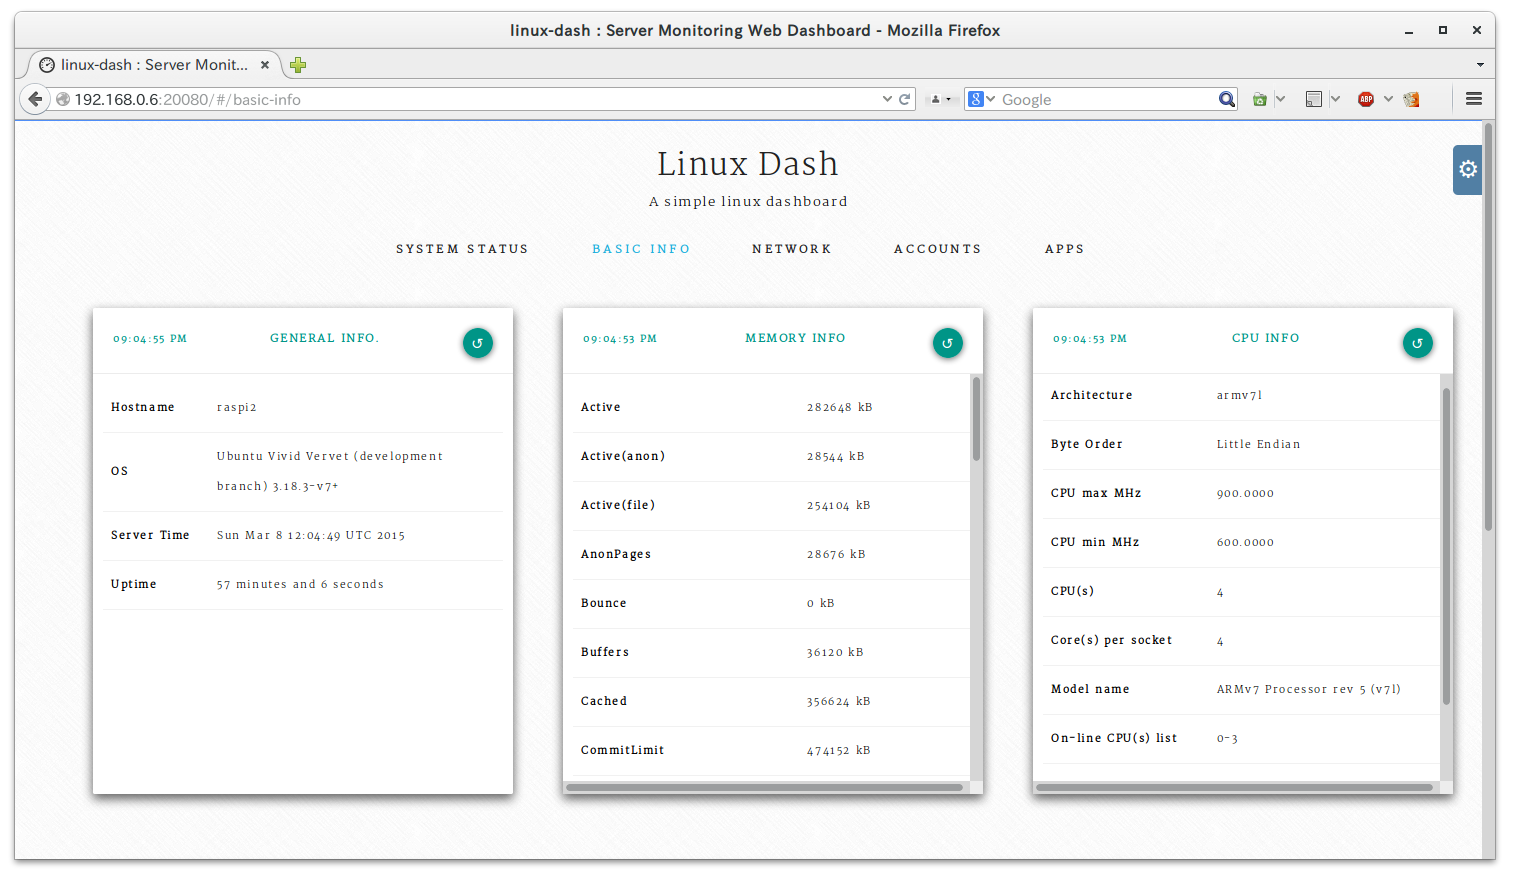 linux-dash : Server Monitoring Web Dashboard - Mozilla Firefox
linux-dash : Server Monit...
192.168.0.6:20080/#/basic-info
8
Google
ABP
Linux Dash
A simple linux dashboard
SYSTEM STATUS BASIC INFO NETWORK ACCOUNTS APPS
09:04:55 PM GENERAL INFO.
Hostname raspi2
OS Ubuntu Vivid Vervet (development
branch) 3.18.3-v7+
Server Time Sun Mar 8 12:04:49 UTC 2015
Uptime 57 minutes and 6 seconds
09:04:53 PM MEMORY INFO
Active 282648 kB
Active(anon) 28544 kB
Active(file) 254104 kB
AnonPages 28676 kB
Bounce 0 kB
Buffers 36120 kB
Cached 356624 kB
CommitLimit 474152 kB
09:04:53 PM CPU INFO
Architecture armv7l
Byte Order Little Endian
CPU max MHz 900.0000
CPU min MHz 600.0000
CPU(s) 4
Core(s) per socket 4
Model name ARMv7 Processor rev 5 (v7l)
On-line CPU(s) list 0-3